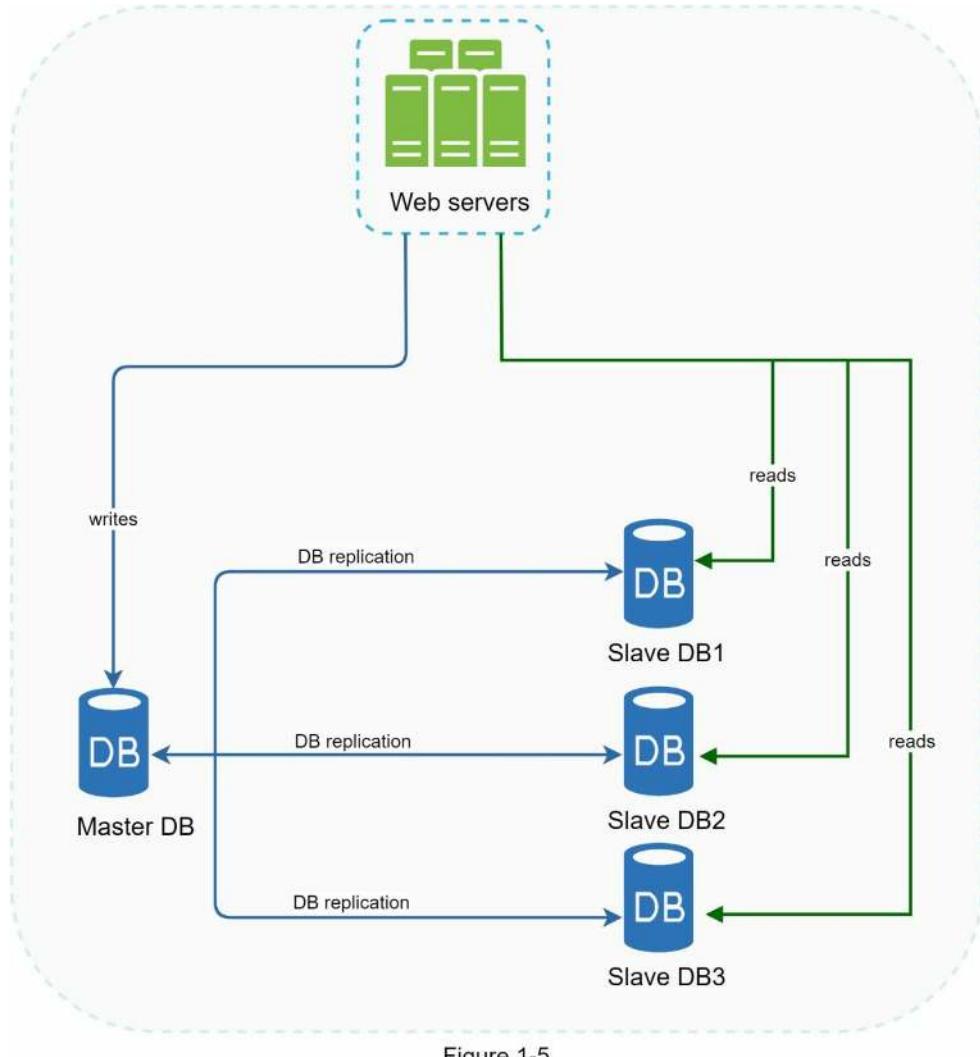 Web servers
reads
writes
DB replication
DB
reads
Slave DB1
DB replication
DB
DB
reads
Master DB
Slave DB2
DB replication
DB
Slave DB3
Figure 1-5